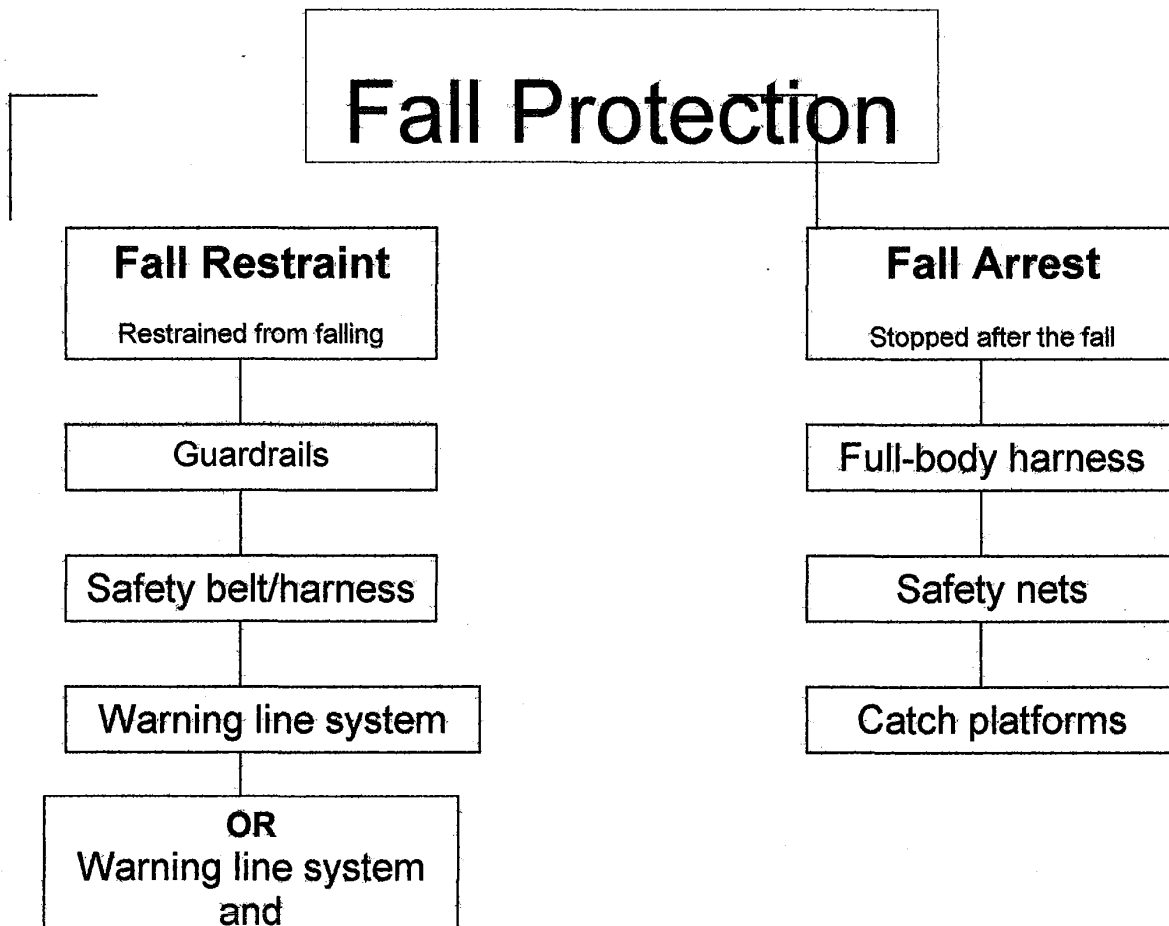 Fall Protection
Fall Restraint
Restrained from falling
Guardrails
Safety belt/harness
Warning line system
OR
Warning line system
and
Fall Arrest
Stopped after the fall
Full-body harness
Safety nets
Catch platforms